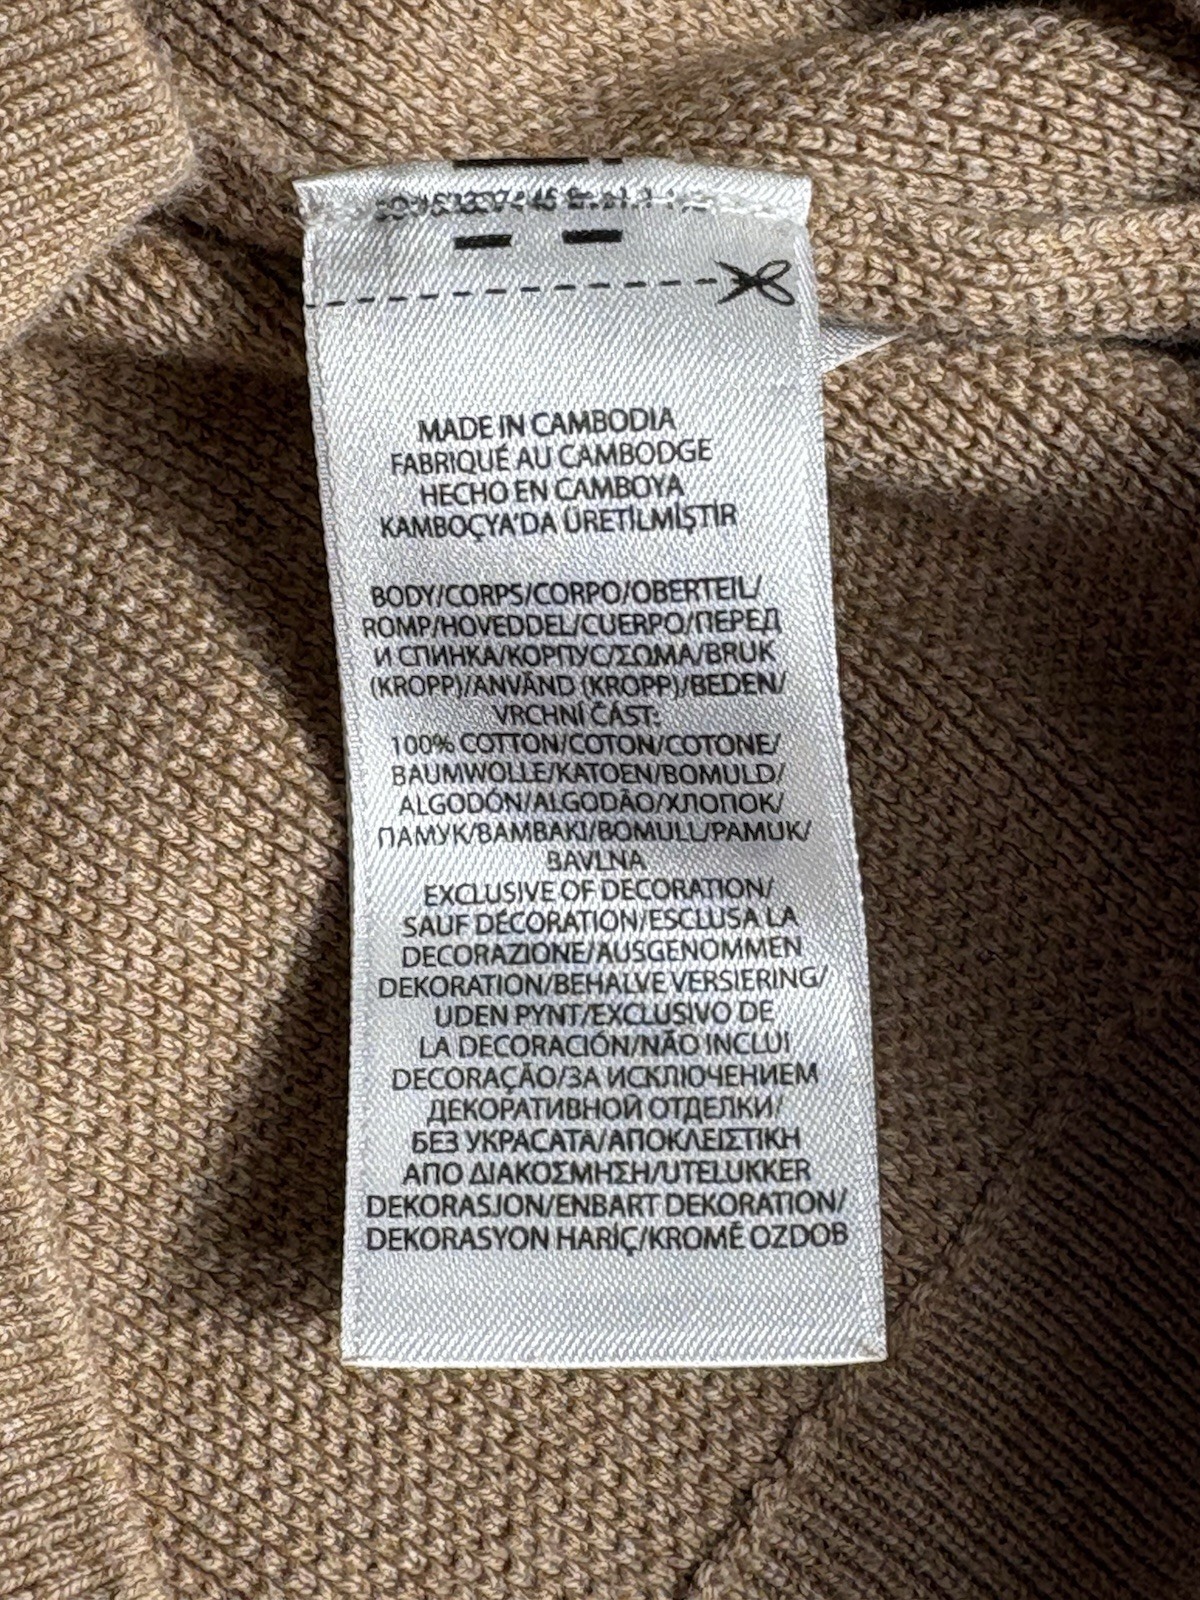 MADE IN CAMBODIA
FABRIQUÉ AU CAMBODGE
HECHO EN CAMBOYA
KAMBOÇYA'DA ÜRETİLMİŞTİR
BODY/CORPS/CORPO/OBERTEIL/
ROMP/HOVEDDEL/CUERPO/ПЕРЕД
И СПИНКА/КОРПУС/ΣΩΜΑ/BRUK
(KROPP)/ANVÄND (KROPP)/BEDEN/
VRCHNÍ ČÁST:
100% COTTON/COTON/COTONE/
BAUMWOLLE/KATOEN/BOMULD/
ALGODÓN/ALGODÃO/ХЛОПОК/
ПАМУК/ΒΑΜΒΑΚΙ/BOMULL/PAMUK/
BAVLNA
EXCLUSIVE OF DECORATION/
SAUF DÉCORATION/ESCLUSA LA
DECORAZIONE/AUSGENOMMEN
DEKORATION/BEHALVE VERSIERING/
UDEN PYNT/EXCLUSIVO DE
LA DECORACIÓN/NÃO INCLUI
DECORAÇÃO/ЗА ИСКЛЮЧЕНИЕМ
ДЕКОРАТИВНОЙ ОТДЕЛКИ/
БЕЗ УКРАСАТА/ΑΠΟΚΛΕΙΣΤΙΚΗ
ΑΠΟ ΔΙΑΚΟΣΜΗΣΗ/UTELUKKER
DEKORASJON/ENBART DEKORATION/
DEKORASYON HARİÇ/KROMĚ OZDOB